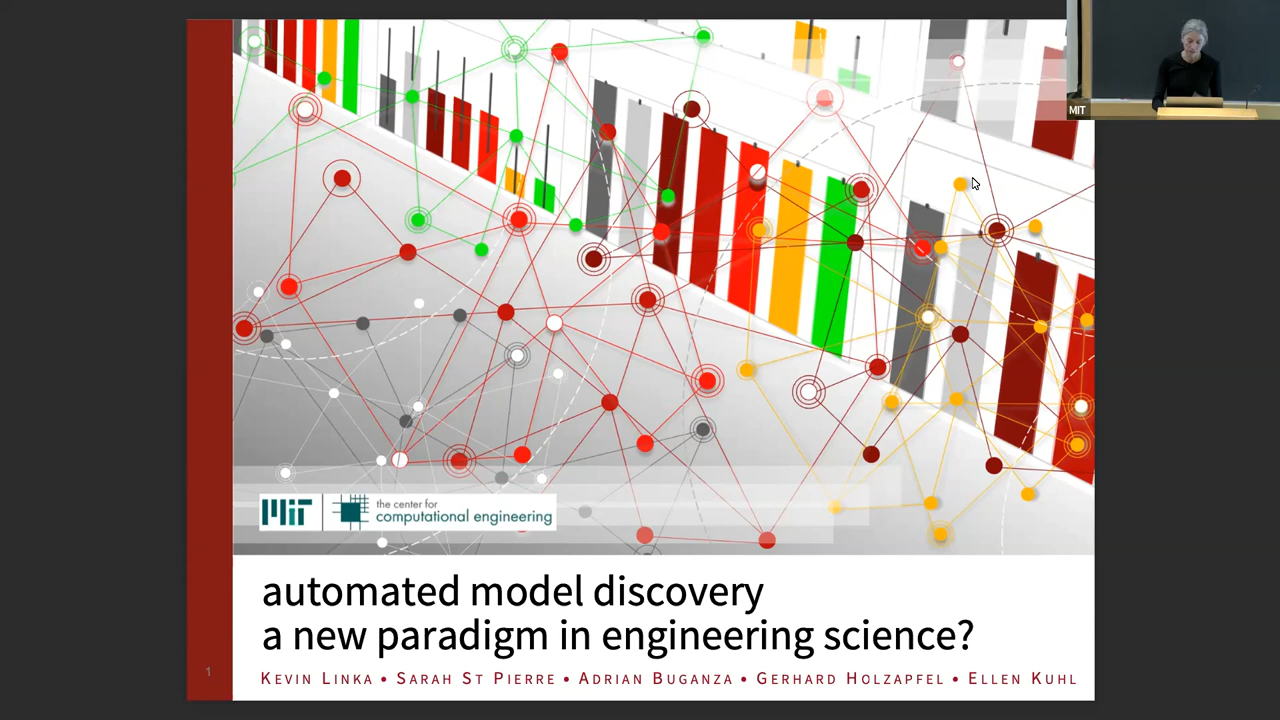 MIT
MIT
the center for
computational engineering
automated model discovery
a new paradigm in engineering science?
KEVIN LINKA • SARAH ST PIERRE • ADRIAN BUGANZA • GERHARD HOLZAPFEL • ELLEN KUHL
1